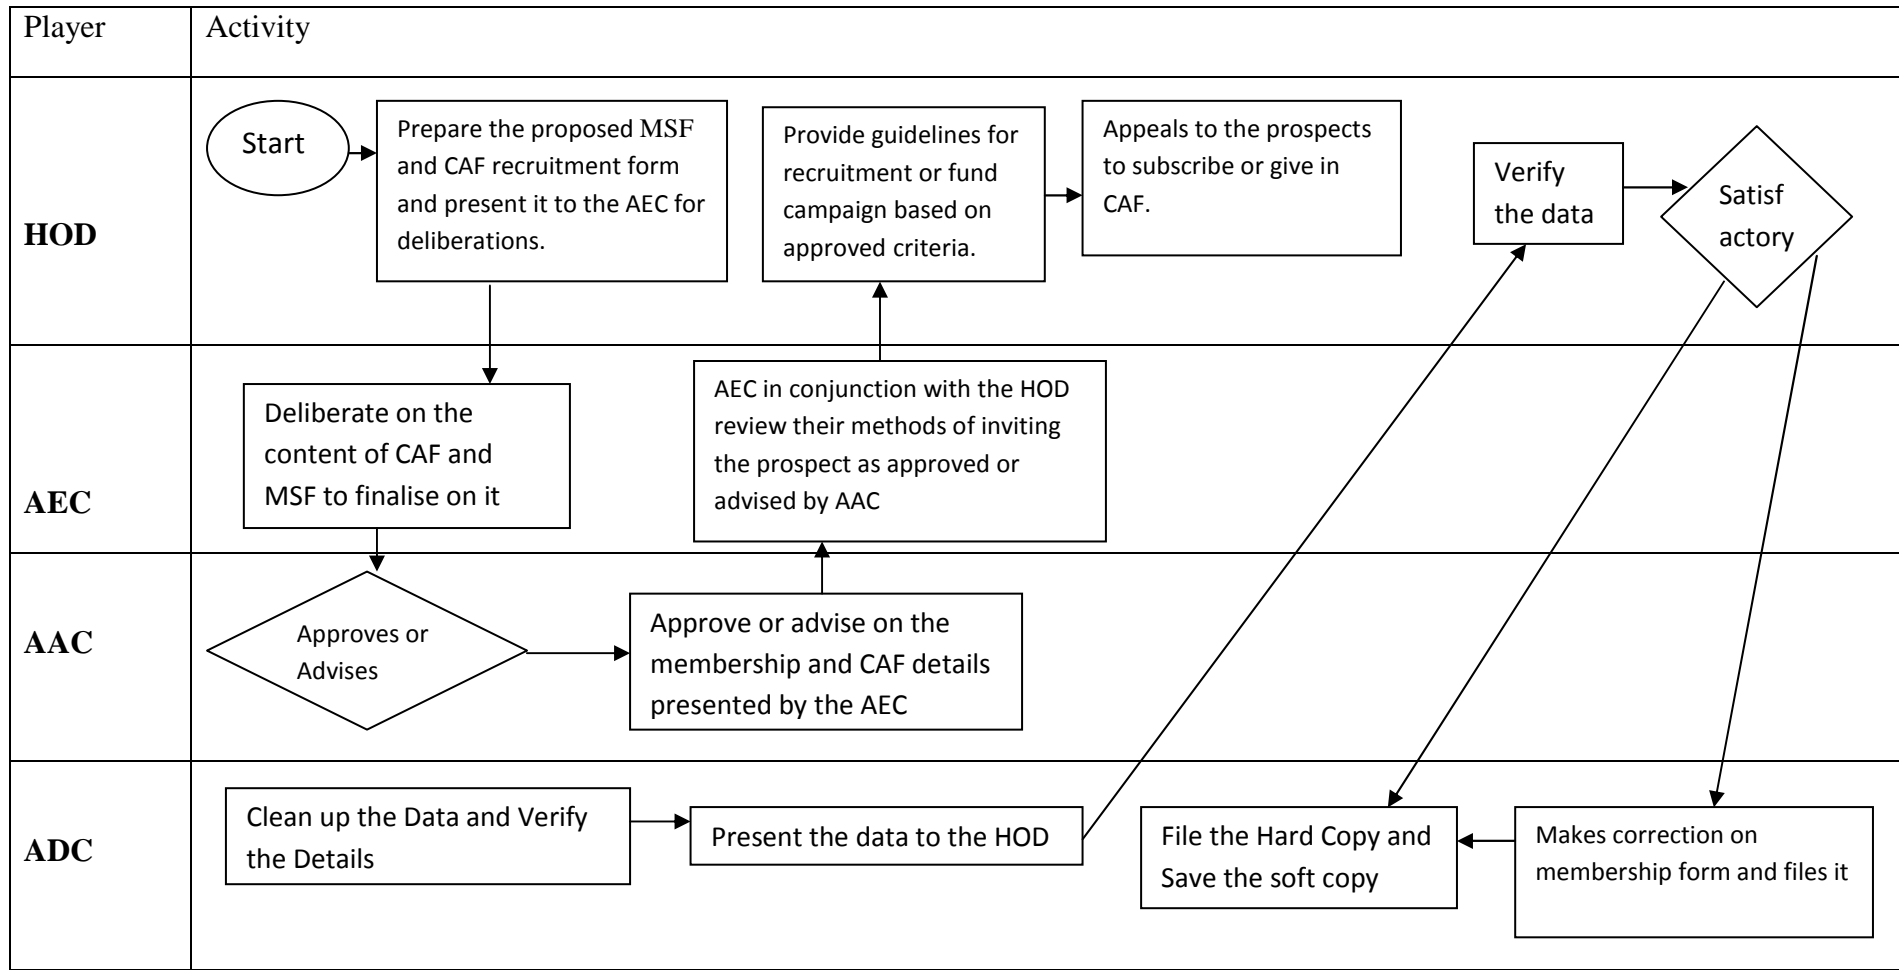 Player
Activity
HOD
Start
Prepare the proposed MSF
and CAF recruitment form
and present it to the AEC for
deliberations.
Provide guidelines for
recruitment or fund
campaign based on
approved criteria.
Appeals to the prospects
to subscribe or give in
CAF.
Verify
the data
Satisf
actory
AEC
Deliberate on the
content of CAF and
MSF to finalise on it
AEC in conjunction with the HOD
review their methods of inviting
the prospect as approved or
advised by AAC
AAC
Approves or
Advises
Approve or advise on the
membership and CAF details
presented by the AEC
ADC
Clean up the Data and Verify
the Details
Present the data to the HOD
File the Hard Copy and
Save the soft copy
Makes correction on
membership form and files it